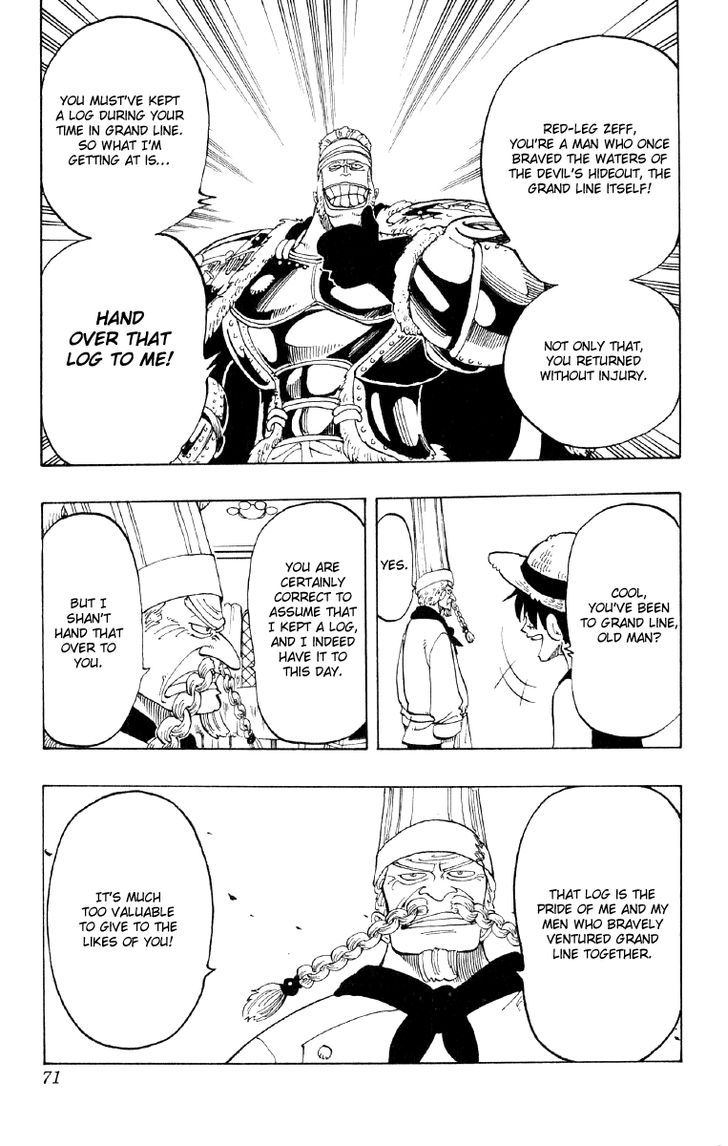 RED-LEG ZEFF,
YOU'RE A MAN WHO ONCE
BRAVED THE WATERS OF
THE DEVIL'S HIDEOUT, THE
GRAND LINE ITSELF!
NOT ONLY THAT,
YOU RETURNED
WITHOUT INJURY.
YOU MUST'VE KEPT
A LOG DURING YOUR
TIME IN GRAND LINE.
SO WHAT I'M
GETTING AT IS...
HAND
OVER THAT
LOG TO ME!
COOL,
YOU'VE BEEN
TO GRAND LINE,
OLD MAN?
YES.
YOU ARE
CERTAINLY
CORRECT TO
ASSUME THAT
I KEPT A LOG,
AND I INDEED
HAVE IT TO
THIS DAY.
BUT I
SHAN'T
HAND THAT
OVER TO
YOU.
THAT LOG IS THE
PRIDE OF ME AND MY
MEN WHO BRAVELY
VENTURED GRAND
LINE TOGETHER.
IT'S MUCH
TOO VALUABLE
TO GIVE TO THE
LIKES OF YOU!
71